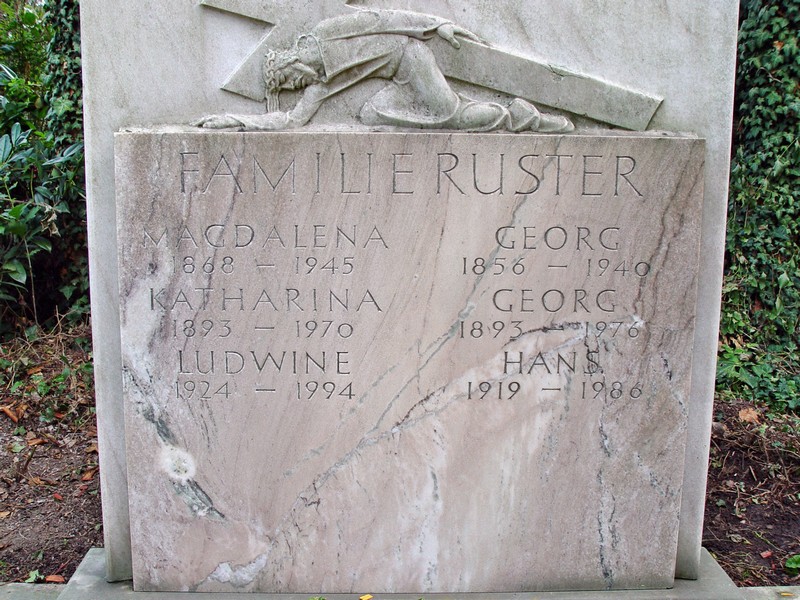 FAMILIE RUSTER
MAGDALENA GEORG
1868 – 1945 1856 – 1940
KATHARINA GEORG
1893 – 1970 1893 – 1976
LUDWINE HANS
1924 – 1994 1919 – 1986